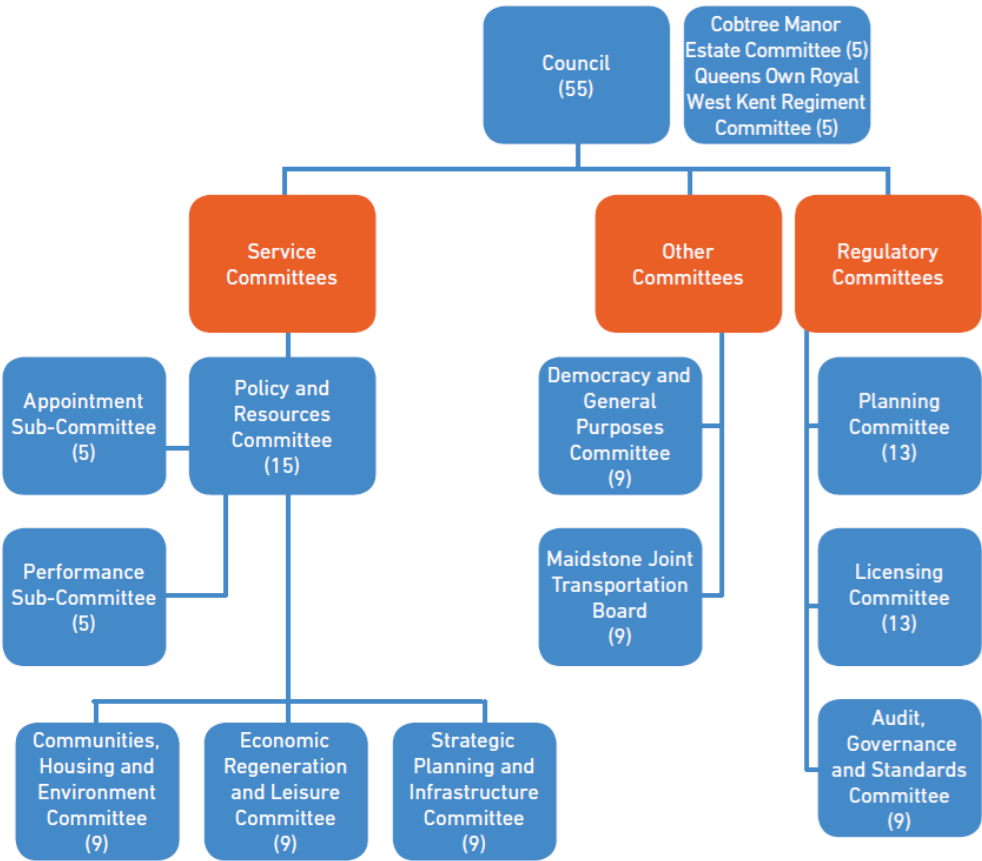 Council
(55)
Cobtree Manor
Estate Committee (5)
Queens Own Royal
West Kent Regiment
Committee (5)
Service
Committees
Other
Committees
Regulatory
Committees
Appointment
Sub-Committee
(5)
Policy and
Resources
Committee
(15)
Democracy and
General
Purposes
Committee
(9)
Planning
Committee
(13)
Performance
Sub-Committee
(5)
Maidstone Joint
Transportation
Board
(9)
Licensing
Committee
(13)
Communities,
Housing and
Environment
Committee
(9)
Economic
Regeneration
and Leisure
Committee
(9)
Strategic
Planning and
Infrastructure
Committee
(9)
Audit,
Governance
and Standards
Committee
(9)